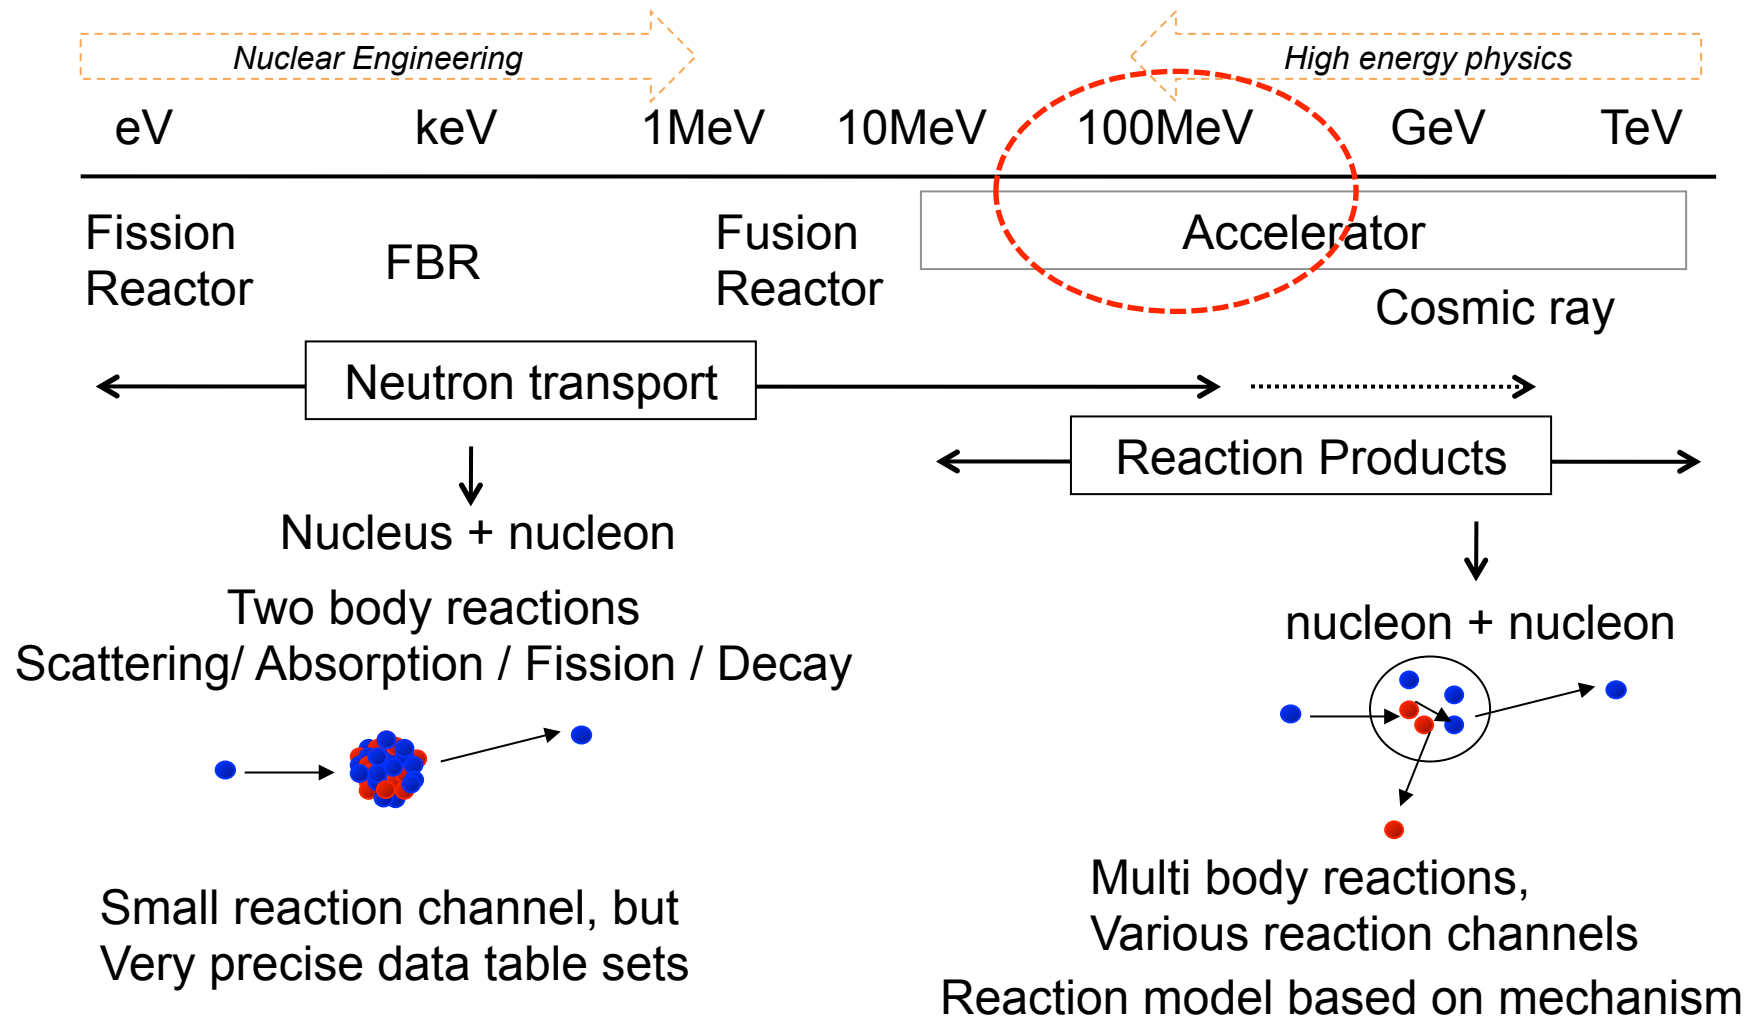 Nuclear Engineering
High energy physics
eV keV 1MeV 10MeV 100MeV GeV TeV
Fission
Reactor
FBR
Fusion
Reactor
Accelerator
Cosmic ray
Neutron transport
Reaction Products
Nucleus + nucleon
Two body reactions
Scattering/ Absorption / Fission / Decay
nucleon + nucleon
Small reaction channel, but
Very precise data table sets
Multi body reactions,
Various reaction channels
Reaction model based on mechanism